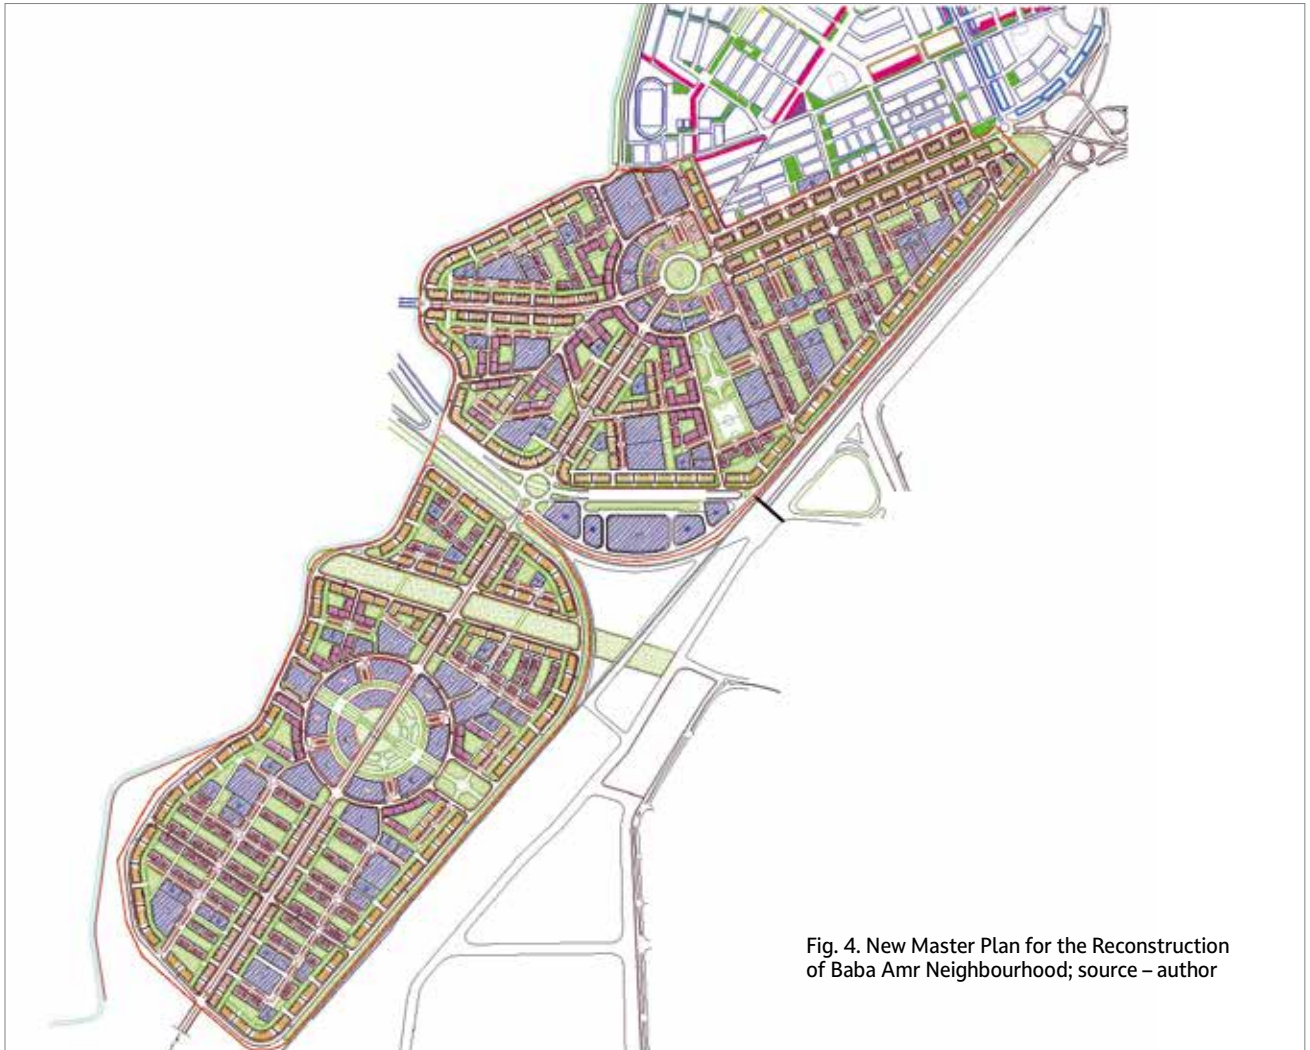 Fig. 4. New Master Plan for the Reconstruction
of Baba Amr Neighbourhood; source – author